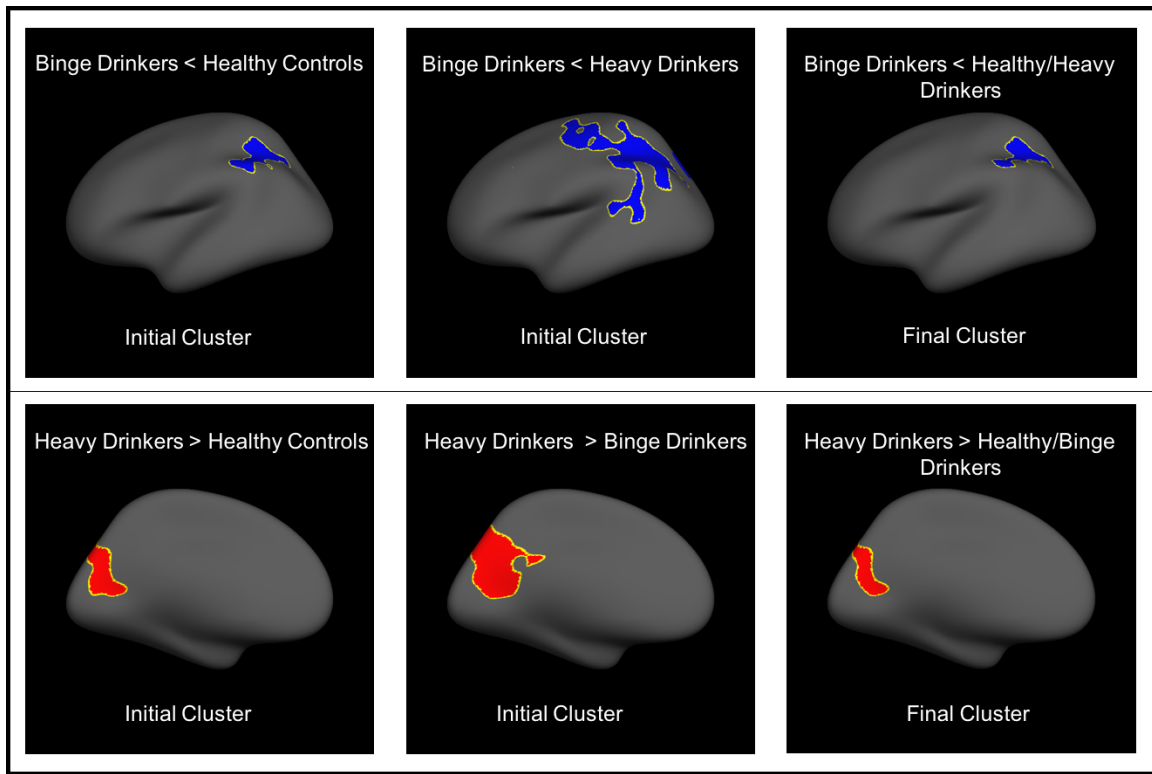 Binge Drinkers < Healthy Controls
Initial Cluster
Binge Drinkers < Heavy Drinkers
Initial Cluster
Binge Drinkers < Healthy/Heavy
Drinkers
Final Cluster
Heavy Drinkers > Healthy Controls
Initial Cluster
Heavy Drinkers > Binge Drinkers
Initial Cluster
Heavy Drinkers > Healthy/Binge
Drinkers
Final Cluster